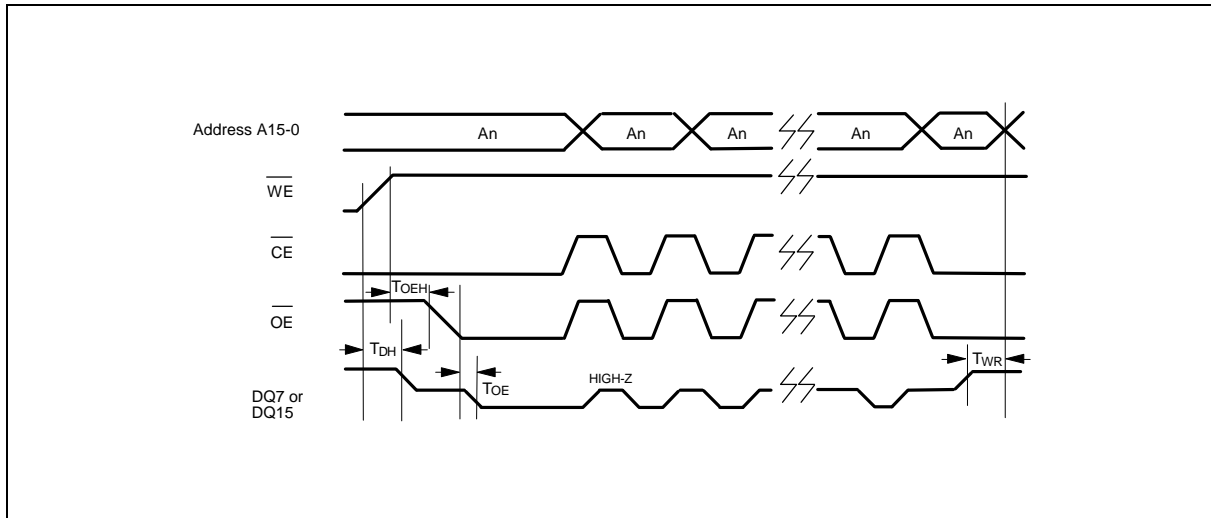 Address A15-0
An An An An An
WE
CE
TOEH
OE
TDH
TWR
HIGH-Z
TOE
DQ7 or
DQ15